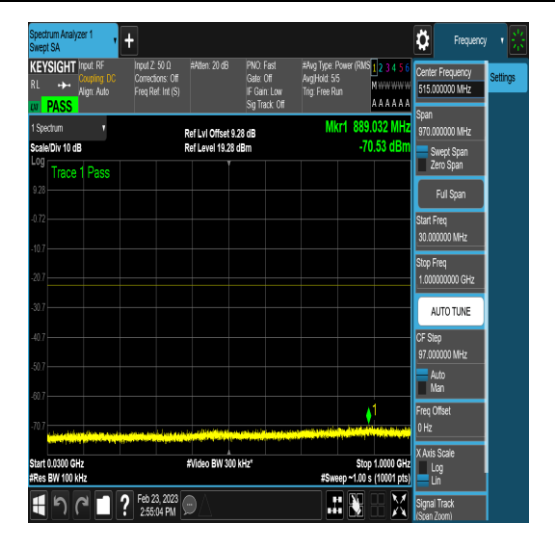 Spectrum Analyzer 1
Swept SA
Frequency
KEYSIGHT
Input: RF
R L
Coupling: DC
Align: Auto
PASS
Input Z: 50 Ω
Corrections: Off
Freq Ref: Int (S)
#Atten: 20 dB
PNO: Fast
Gate: Off
IF Gain: Low
Sig Track: Off
#Avg Type: Power (RMS
Avg|Hold: 5/5
Trig: Free Run
1 2 3 4 5 6
M W W W W W
A A A A A A
1 Spectrum
Scale/Div 10 dB
Ref Lvl Offset 9.28 dB
Ref Level 19.28 dBm
Mkr1 889.032 MHz
-70.53 dBm
Log
Trace 1 Pass
9.28
-0.72
-10.7
-20.7
-30.7
-40.7
-50.7
-60.7
-70.7
1
Start 0.0300 GHz
#Res BW 100 kHz
#Video BW 300 kHz*
Stop 1.0000 GHz
#Sweep ~1.00 s (10001 pts)
Feb 23, 2023
2:55:04 PM
Center Frequency
515.000000 MHz
Settings
Span
970.000000 MHz
Swept Span
Zero Span
Full Span
Start Freq
30.000000 MHz
Stop Freq
1.000000000 GHz
AUTO TUNE
CF Step
97.000000 MHz
Auto
Man
Freq Offset
0 Hz
X Axis Scale
Log
Lin
Signal Track
(Span Zoom)